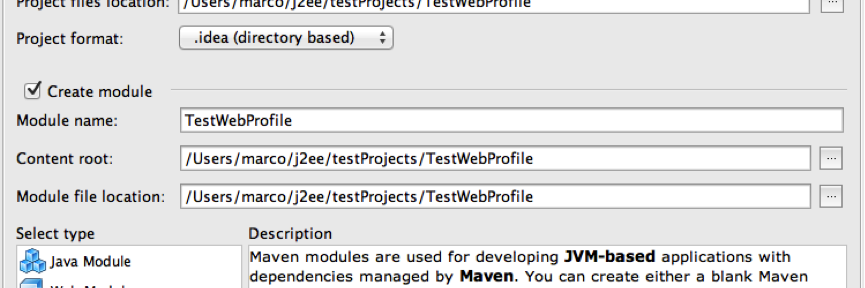 Project files location: /Users/marco/j2ee/testProjects/TestWebProfile ...
Project format: .idea (directory based)
Create module
Module name: TestWebProfile
Content root: /Users/marco/j2ee/testProjects/TestWebProfile ...
Module file location: /Users/marco/j2ee/testProjects/TestWebProfile ...
Select type Description
Java Module Maven modules are used for developing JVM-based applications with
dependencies managed by Maven. You can create either a blank Maven